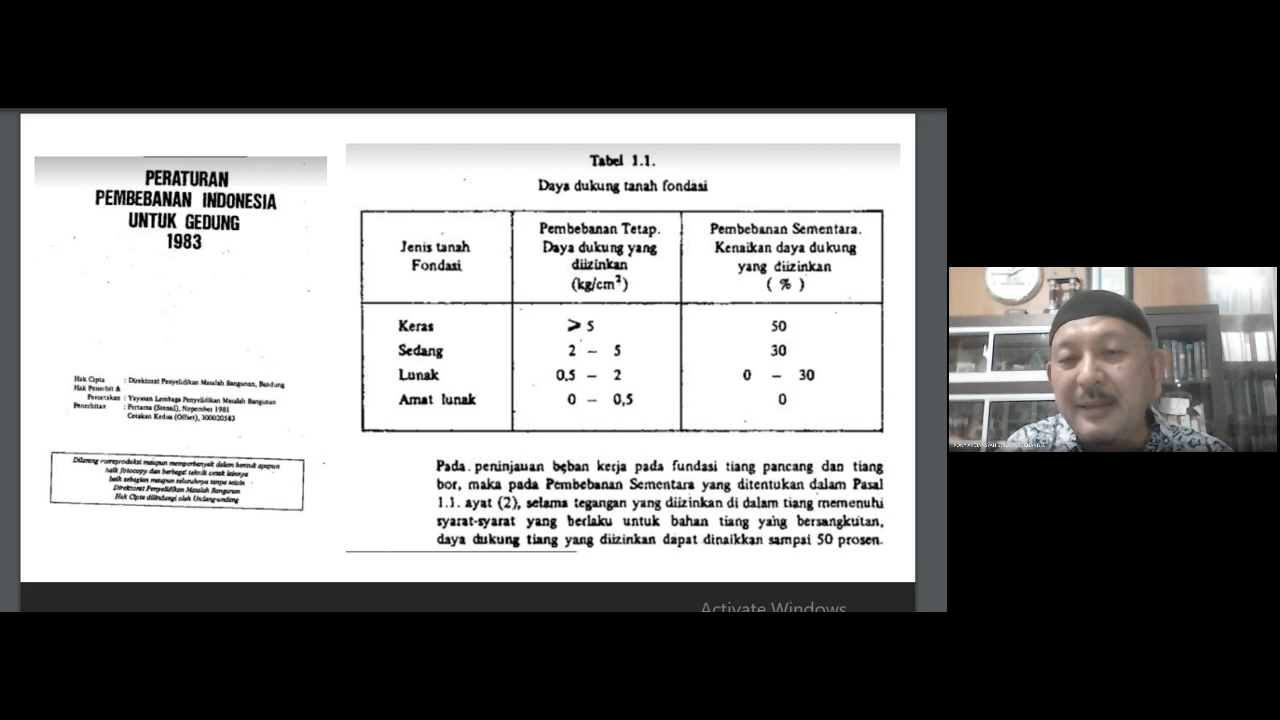 PERATURAN
PEMBEBANAN INDONESIA
UNTUK GEDUNG
1983
Hak Cipta : Direktorat Penyelidikan Masalah Bangunan, Bandung
Hak Penerbit &
Percetakan : Yayasan Lembaga Penyelidikan Masalah Bangunan
Penerbitan : Pertama (Stensil), Nopember 1981
Cetakan Kedua (Offset), 300020583
Dilarang mereproduksi maupun memperbanyak dalam bentuk apapun
baik fotocopy dan berbagai teknik cetak lainnya
baik sebagian maupun seluruhnya tanpa seizin
Direktorat Penyelidikan Masalah Bangunan
Hak Cipta dilindungi oleh Undang-undang
Tabel 1.1.
Daya dukung tanah fondasi
Jenis tanah
Fondasi
Pembebanan Tetap.
Daya dukung yang
diizinkan
(kg/cm²)
Pembebanan Sementara.
Kenaikan daya dukung
yang diizinkan
( % )
Keras ⩾ 5 50
Sedang 2 – 5 30
Lunak 0,5 – 2 0 – 30
Amat lunak 0 – 0,5 0
Pada peninjauan beban kerja pada fundasi tiang pancang dan tiang
bor, maka pada Pembebanan Sementara yang ditentukan dalam Pasal
1.1. ayat (2), selama tegangan yang diizinkan di dalam tiang memenuhi
syarat-syarat yang berlaku untuk bahan tiang yang bersangkutan,
daya dukung tiang yang diizinkan dapat dinaikkan sampai 50 prosen.
Activate Windows